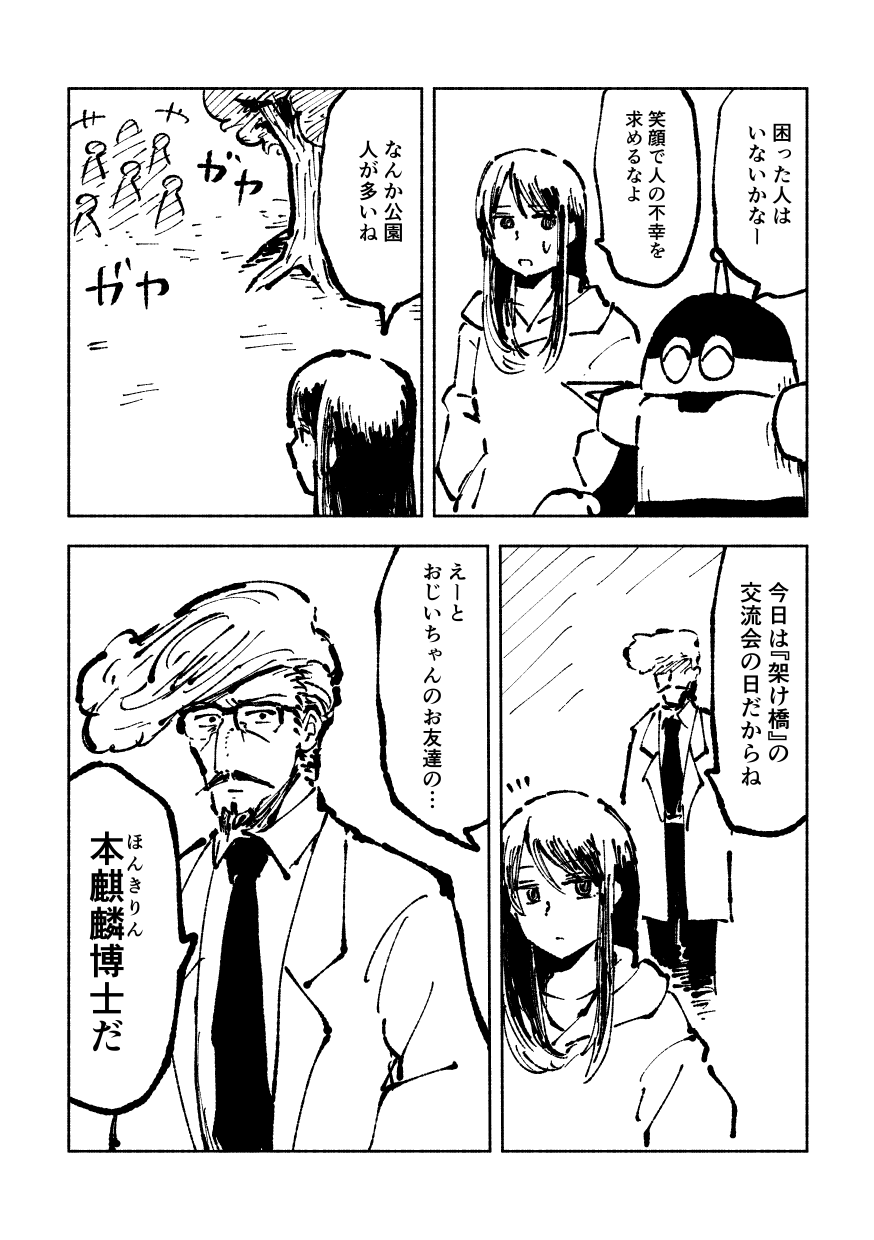 困った人は
いないかなー
笑顔で人の不幸を
求めるなよ
なんか公園
人が多いね
ガヤ
ガヤ
今日は『架け橋』の
交流会の日だからね
えーと
おじいちゃんのお友達の…
ほんきりん
本麒麟博士だ